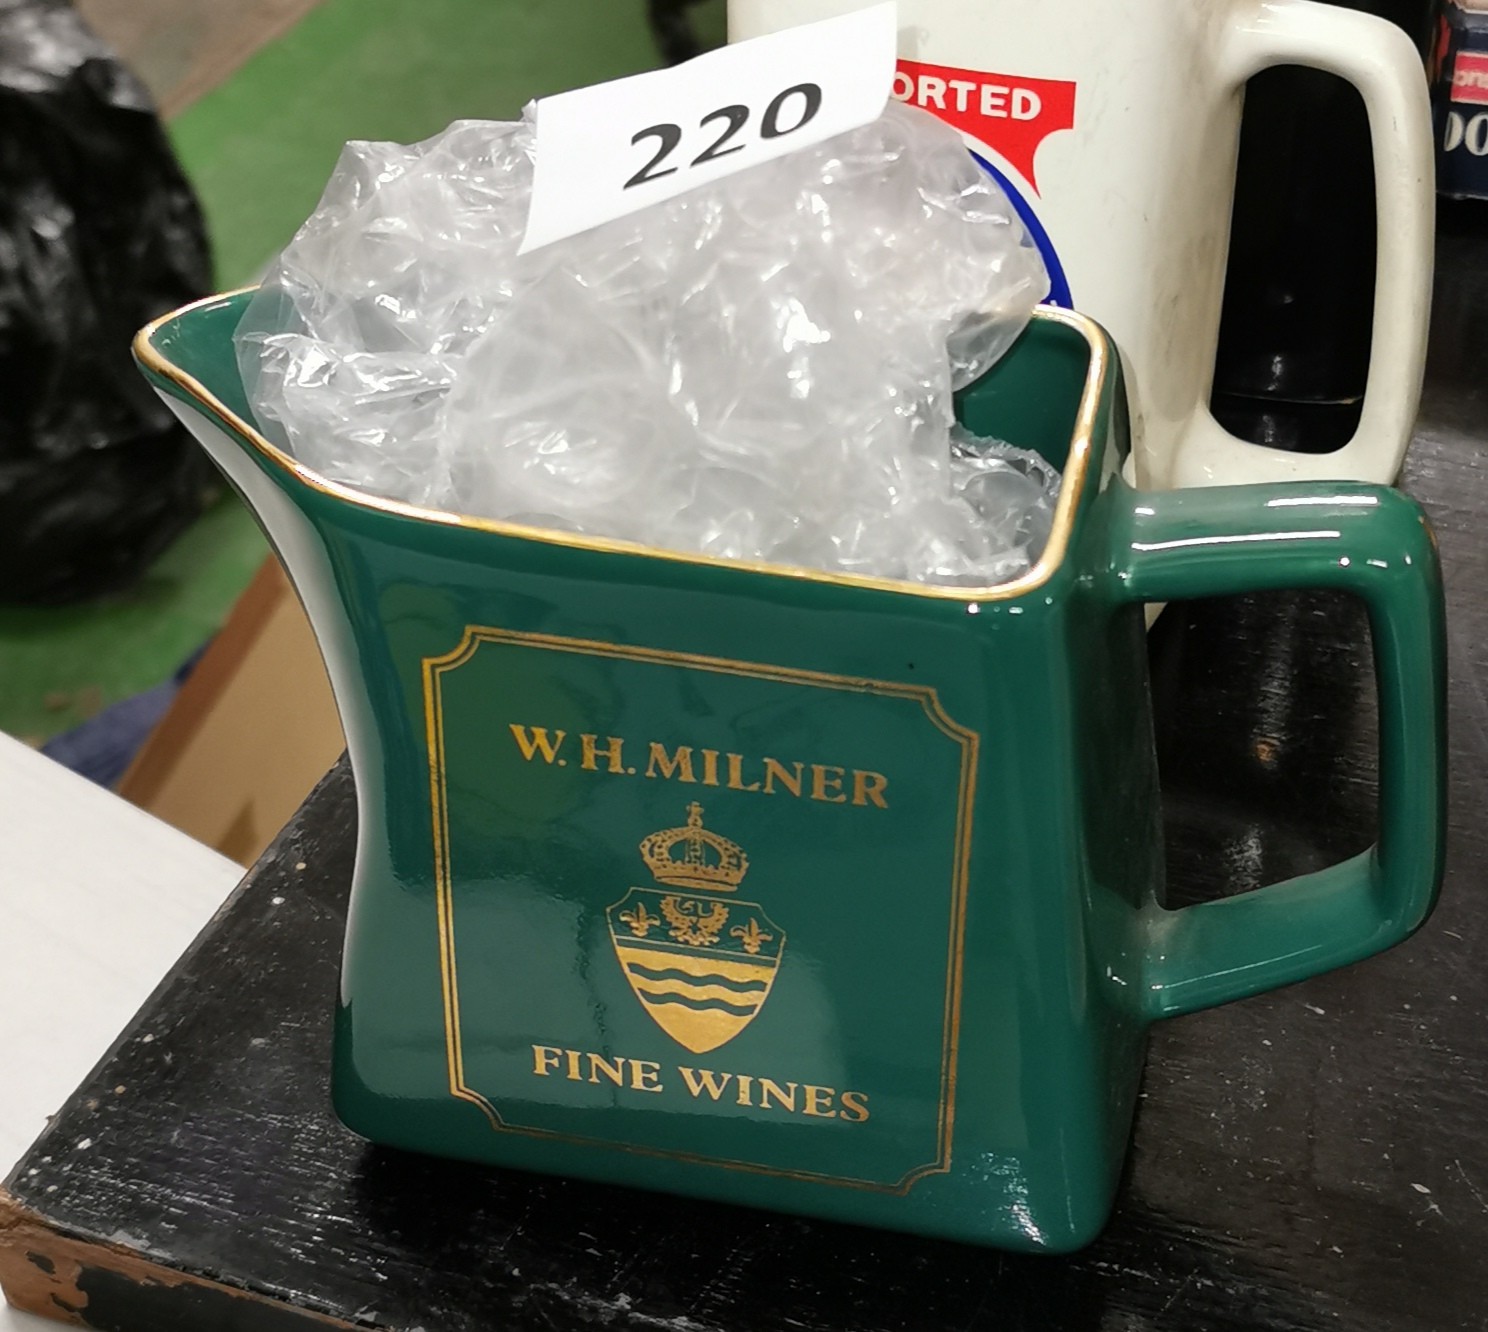 220
ORTED
W. H. MILNER
FINE WINES